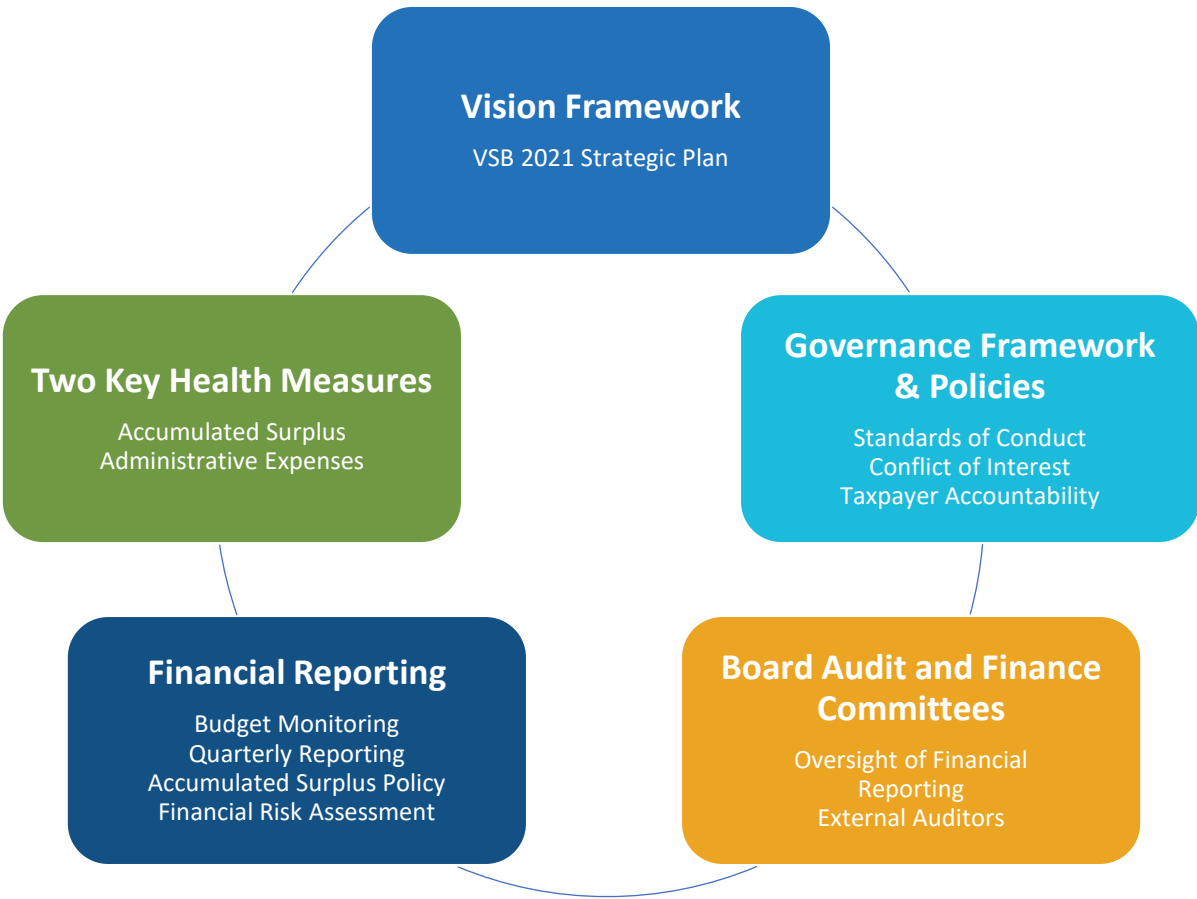 Vision Framework
VSB 2021 Strategic Plan
Two Key Health Measures
Accumulated Surplus
Administrative Expenses
Governance Framework
& Policies
Standards of Conduct
Conflict of Interest
Taxpayer Accountability
Financial Reporting
Budget Monitoring
Quarterly Reporting
Accumulated Surplus Policy
Financial Risk Assessment
Board Audit and Finance
Committees
Oversight of Financial
Reporting
External Auditors